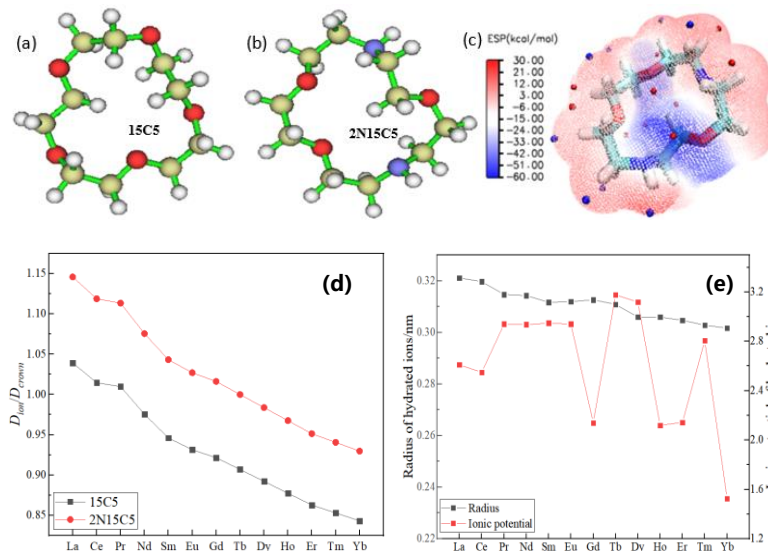 (a)
15C5
(b)
2N15C5
(c)
ESP(kcal/mol)
30.00
21.00
12.00
3.00
-6.00
-15.00
-24.00
-33.00
-42.00
-51.00
-60.00
(d)
1.15
1.10
1.05
1.00
0.95
0.90
0.85
D_ion/D_crown
15C5
2N15C5
La Ce Pr Nd Sm Eu Gd Tb Dy Ho Er Tm Yb
(e)
0.32
0.30
0.28
0.26
0.24
0.22
Radius of hydrated ions/nm
Radius
Ionic potential
3.2
2.8
2.4
2.0
1.6
1.2
La Ce Pr Nd Sm Eu Gd Tb Dy Ho Er Tm Yb